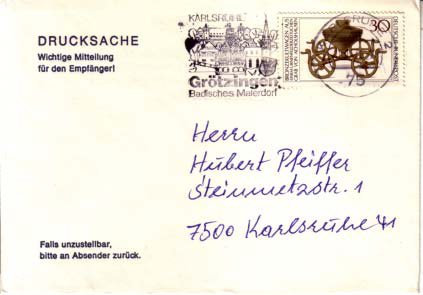 DRUCKSACHE
Wichtige Mitteilung
für den Empfänger!
KARLSRUHE
Grötzingen
Badisches Malerdorf
75
30
DEUTSCHE BUNDESPOST
Herrn
Hubert Pfeiffer
Steinmetzstr. 1
7500 Karlsruhe 41
Falls unzustellbar,
bitte an Absender zurück.